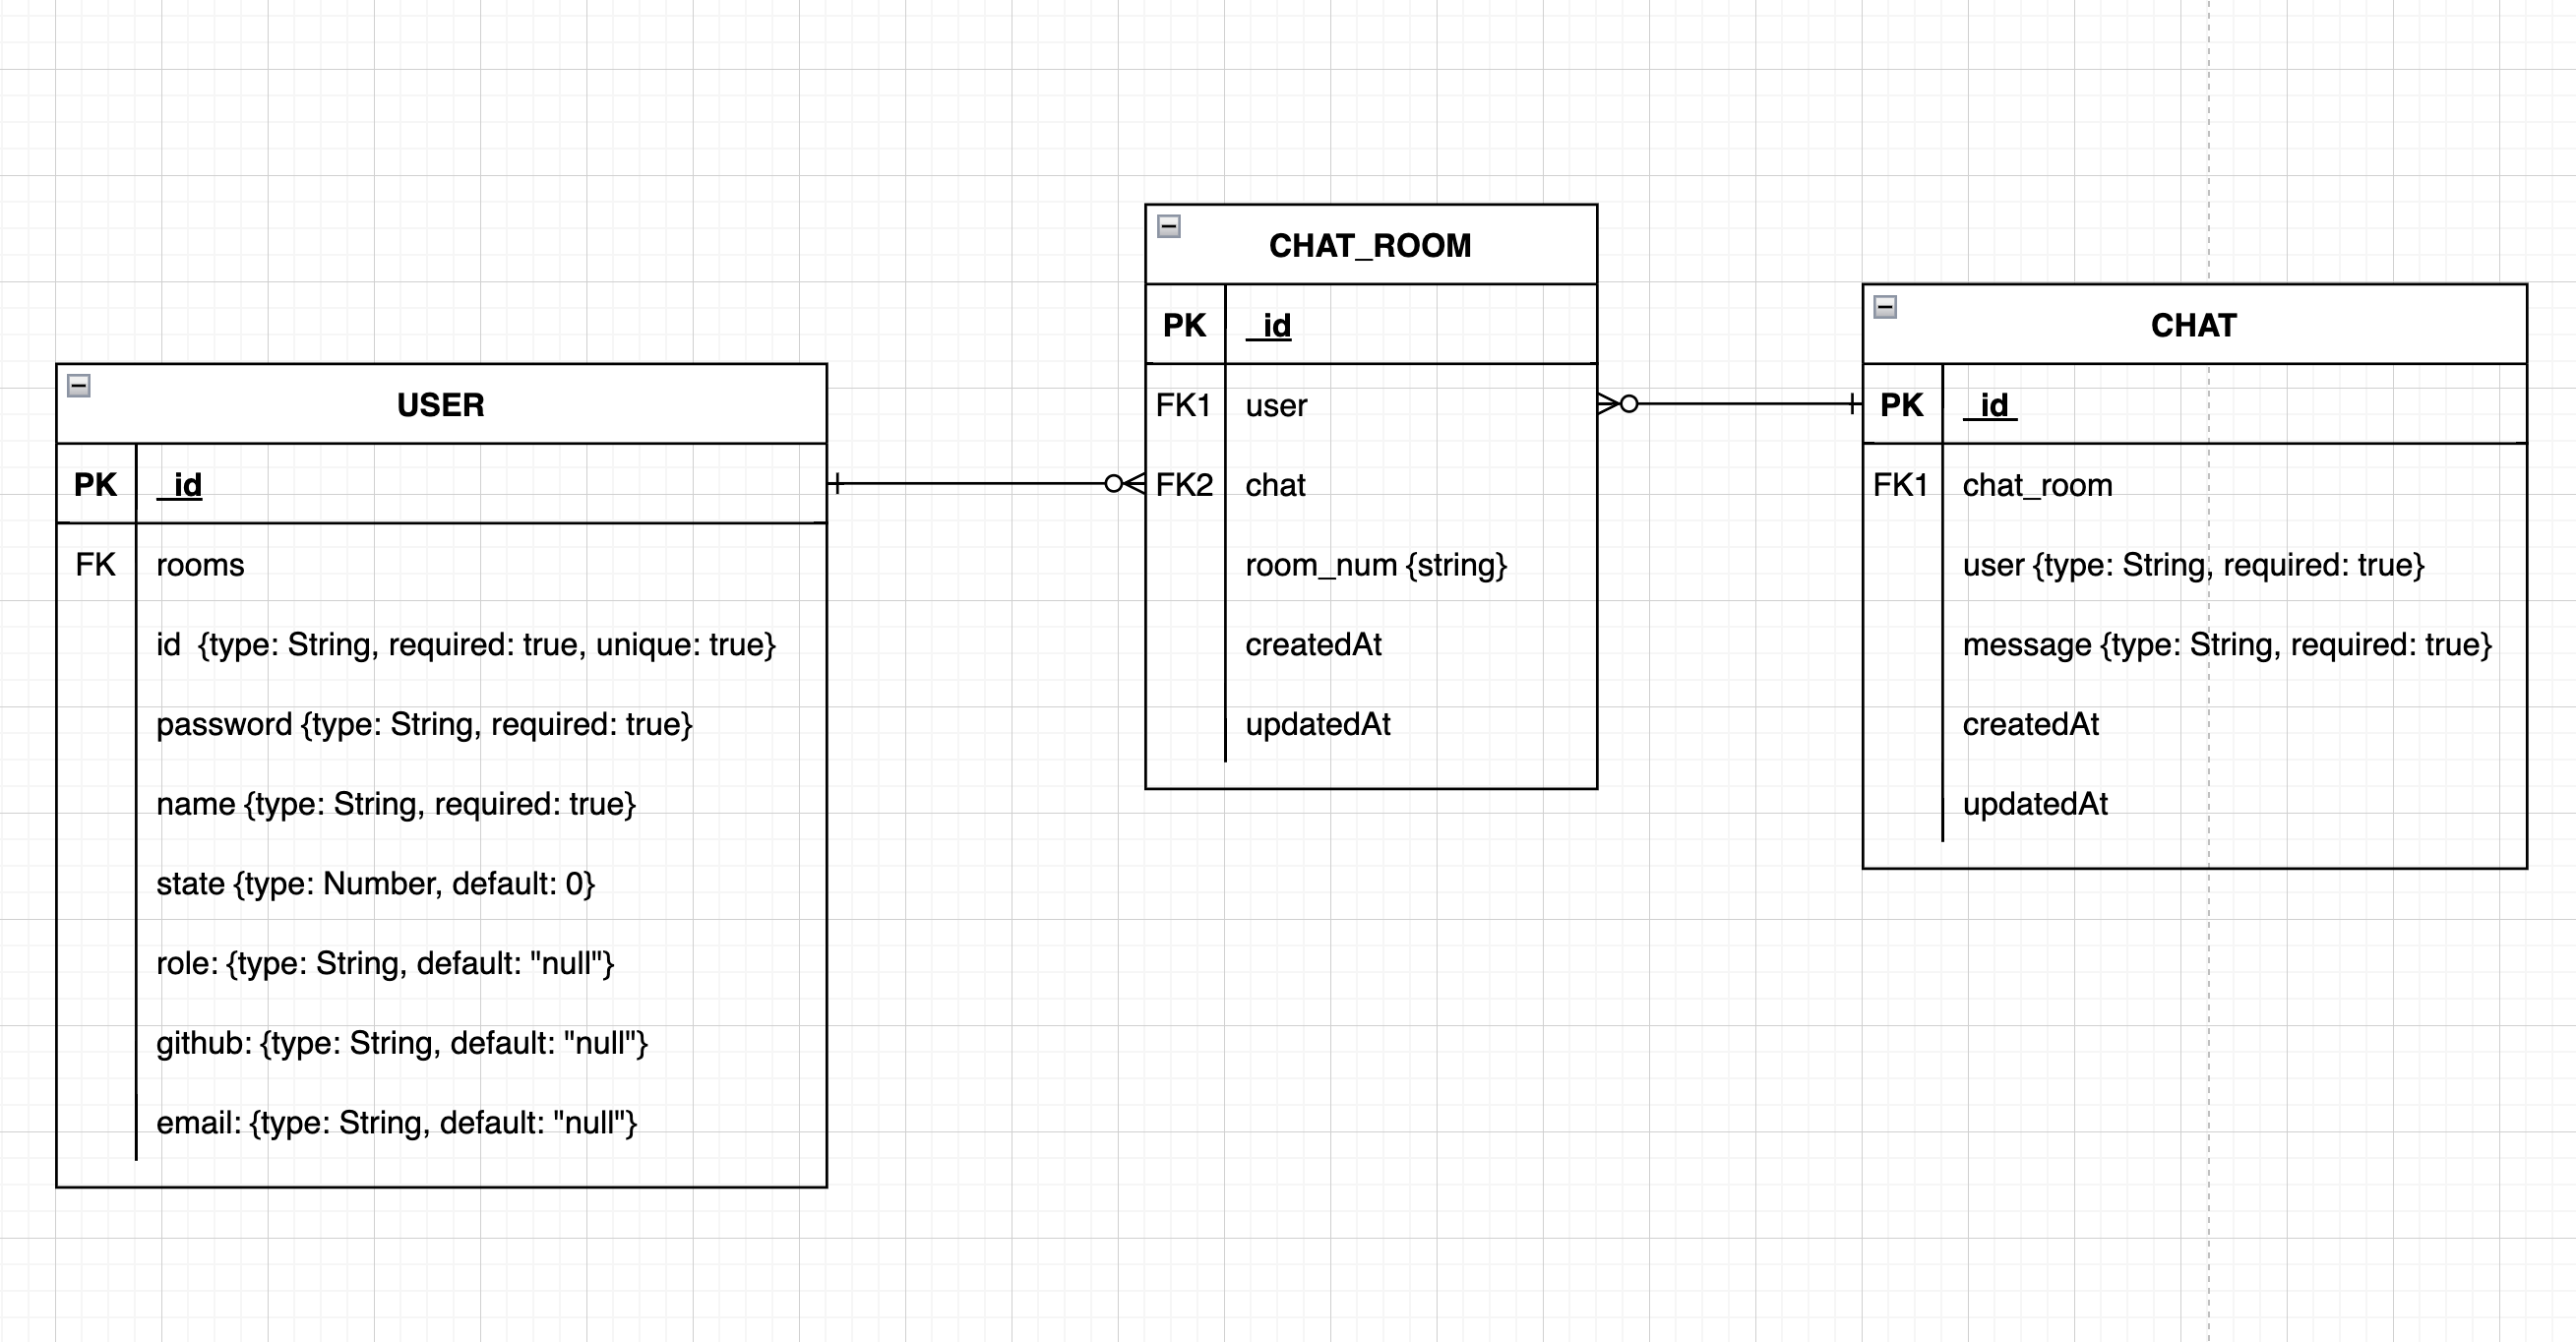 USER
PK _id
FK rooms
id {type: String, required: true, unique: true}
password {type: String, required: true}
name {type: String, required: true}
state {type: Number, default: 0}
role: {type: String, default: "null"}
github: {type: String, default: "null"}
email: {type: String, default: "null"}
CHAT_ROOM
PK _id
FK1 user
FK2 chat
room_num {string}
createdAt
updatedAt
CHAT
PK _id
FK1 chat_room
user {type: String, required: true}
message {type: String, required: true}
createdAt
updatedAt